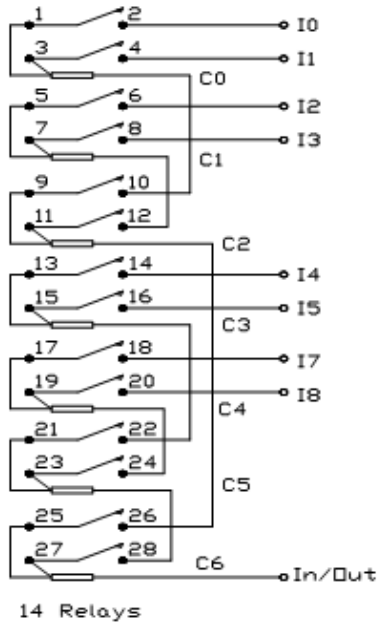 1 2 I0
3 4 I1
C0
5 6 I2
7 8 I3
C1
9 10
11 12
C2
13 14 I4
15 16 I5
C3
17 18 I7
19 20 I8
C4
21 22
23 24
C5
25 26
27 28
C6
In/Out
14 Relays